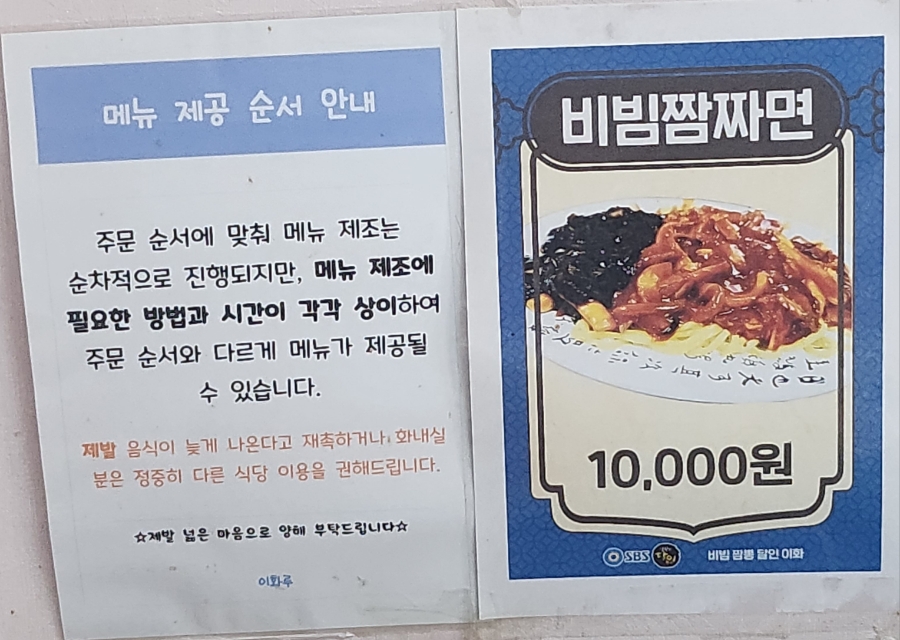 메뉴 제공 순서 안내
주문 순서에 맞춰 메뉴 제조는
순차적으로 진행되지만, 메뉴 제조에
필요한 방법과 시간이 각각 상이하여
주문 순서와 다르게 메뉴가 제공될
수 있습니다.
제발 음식이 늦게 나온다고 재촉하거나, 화내실
분은 정중히 다른 식당 이용을 권해드립니다.
☆제발 넓은 마음으로 양해 부탁드립니다☆
이화루
비빔짬짜면
10,000원
SBS 달인 비빔 짬뽕 달인 이화